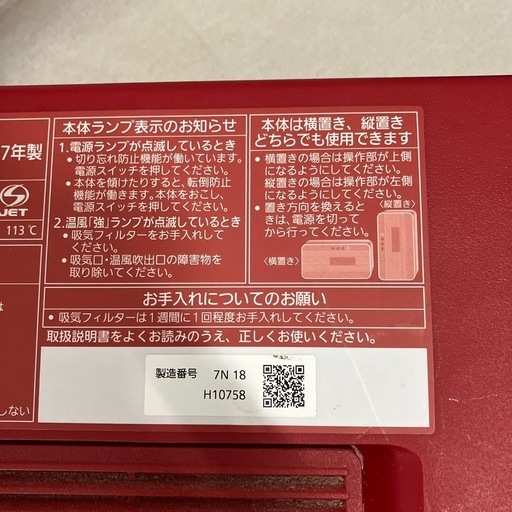 7年製
JET
113℃
は
しない
本体ランプ表示のお知らせ
1.電源ランプが点滅しているとき
・切り忘れ防止機能が働いています。
電源スイッチを押してください。
・本体を傾けたりすると、転倒防止
機能が働きます。本体をおこし、
電源スイッチを押してください。
2.温風「強」ランプが点滅しているとき
・吸気フィルターをお手入れして
ください。
・吸気口・温風吹出口の障害物を
取り除いてください。
本体は横置き、縦置き
どちらでも使用できます
・横置きの場合は操作部が上側
になるようにしてください。
縦置きの場合は操作部が左側
になるようにしてください。
・置き方向を換えると
きは、電源を切って
から行ってください。
〈縦置き〉
〈横置き〉
お手入れについてのお願い
・吸気フィルターは1週間に1回程度お手入れしてください。
取扱説明書をよくお読みのうえ、正しくお使いください。
製造番号 7N 18
H10758